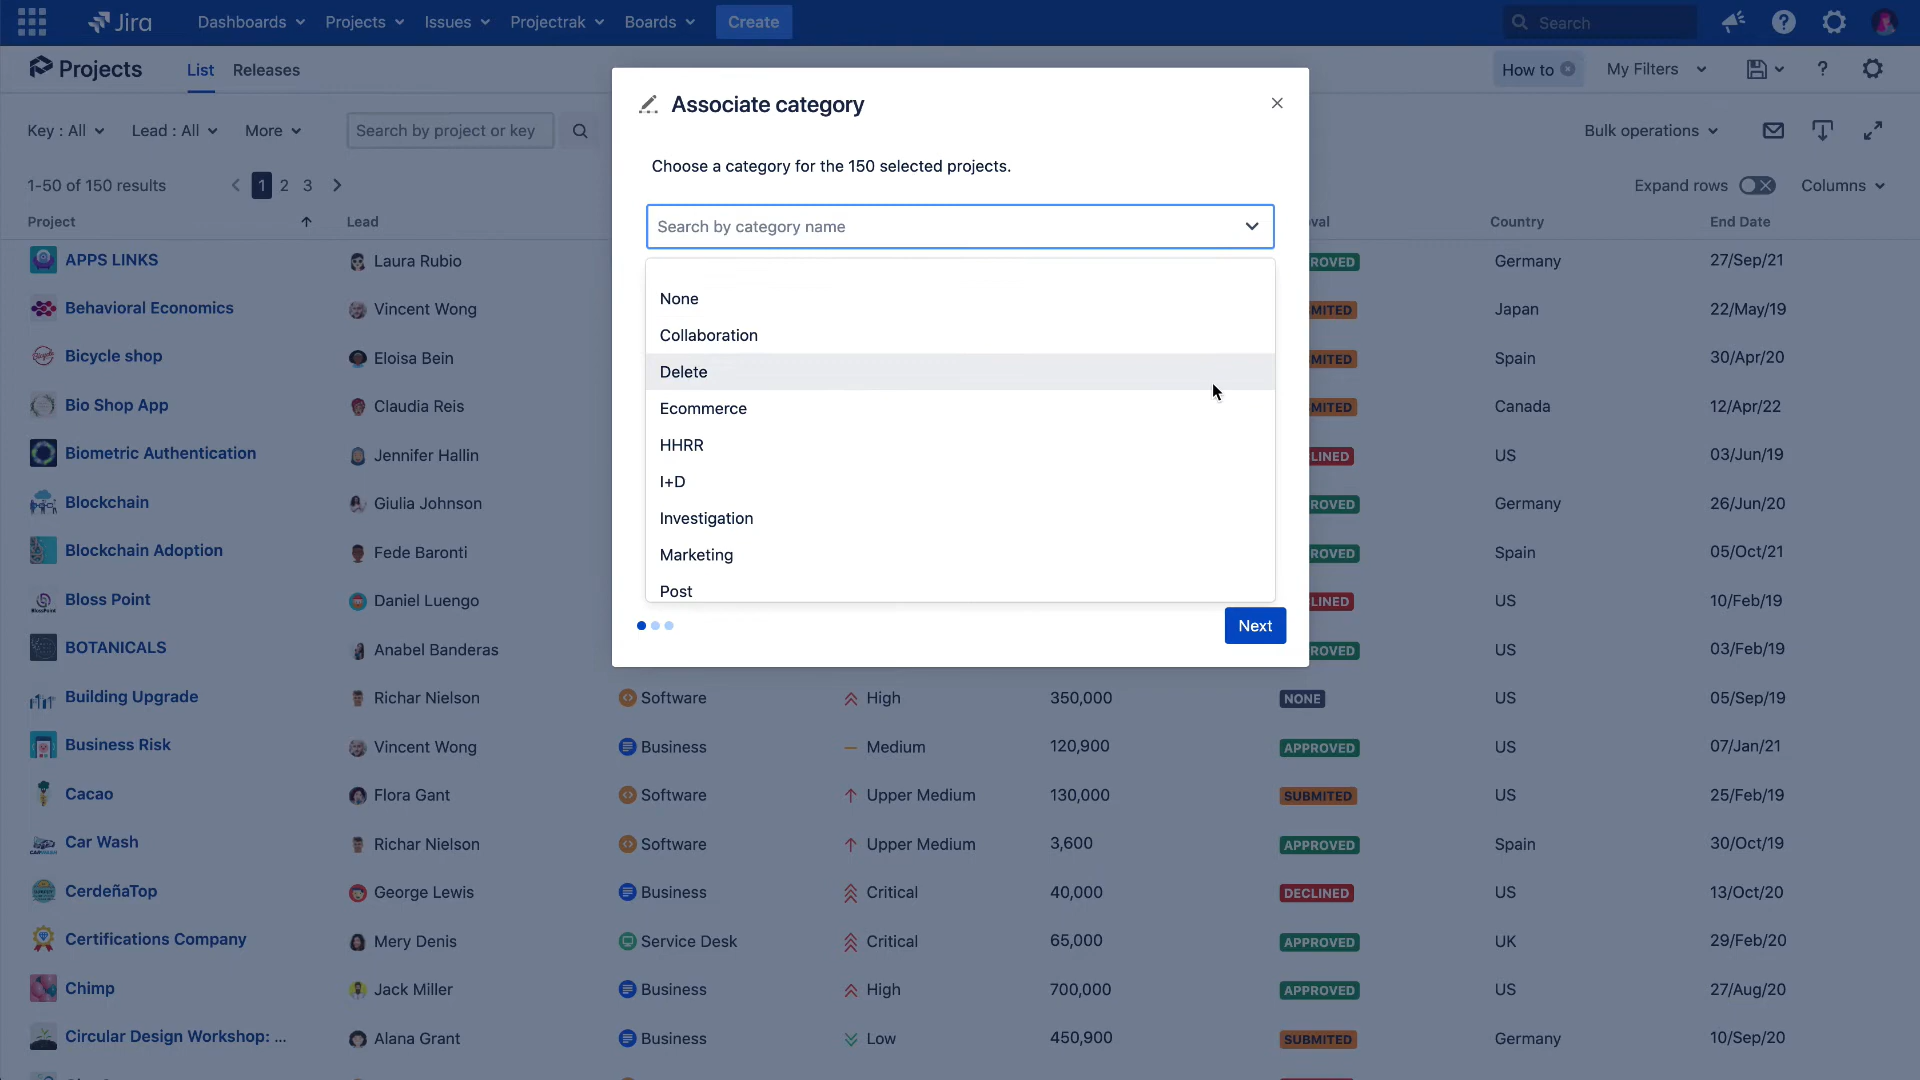 Jira Dashboards Projects Issues Projectrak Boards Create Search
Projects List Releases How to My Filters ?
Associate category
Key : All Lead : All More Search by project or key Bulk operations
Choose a category for the 150 selected projects.
1-50 of 150 results 1 2 3 Expand rows Columns
Project Lead Country End Date
Search by category name
None
Collaboration
Delete
Ecommerce
HHRR
I+D
Investigation
Marketing
Post
Next
APPS LINKS Laura Rubio ROVED Germany 27/Sep/21
Behavioral Economics Vincent Wong MITED Japan 22/May/19
Bicycle shop Eloisa Bein MITED Spain 30/Apr/20
Bio Shop App Claudia Reis MITED Canada 12/Apr/22
Biometric Authentication Jennifer Hallin LINED US 03/Jun/19
Blockchain Giulia Johnson ROVED Germany 26/Jun/20
Blockchain Adoption Fede Baronti ROVED Spain 05/Oct/21
Bloss Point Daniel Luengo LINED US 10/Feb/19
BOTANICALS Anabel Banderas ROVED US 03/Feb/19
Building Upgrade Richar Nielson Software High 350,000 NONE US 05/Sep/19
Business Risk Vincent Wong Business Medium 120,900 APPROVED US 07/Jan/21
Cacao Flora Gant Software Upper Medium 130,000 SUBMITED US 25/Feb/19
Car Wash Richar Nielson Software Upper Medium 3,600 APPROVED Spain 30/Oct/19
CerdeñaTop George Lewis Business Critical 40,000 DECLINED US 13/Oct/20
Certifications Company Mery Denis Service Desk Critical 65,000 APPROVED UK 29/Feb/20
Chimp Jack Miller Business High 700,000 APPROVED US 27/Aug/20
Circular Design Workshop: ... Alana Grant Business Low 450,900 SUBMITED Germany 10/Sep/20